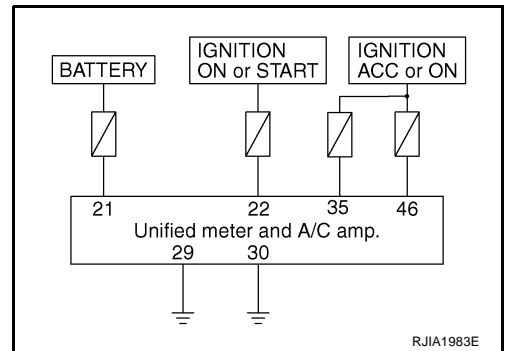 BATTERY
IGNITION
ON or START
IGNITION
ACC or ON
21 22 35 46
Unified meter and A/C amp.
29 30
RJIA1983E